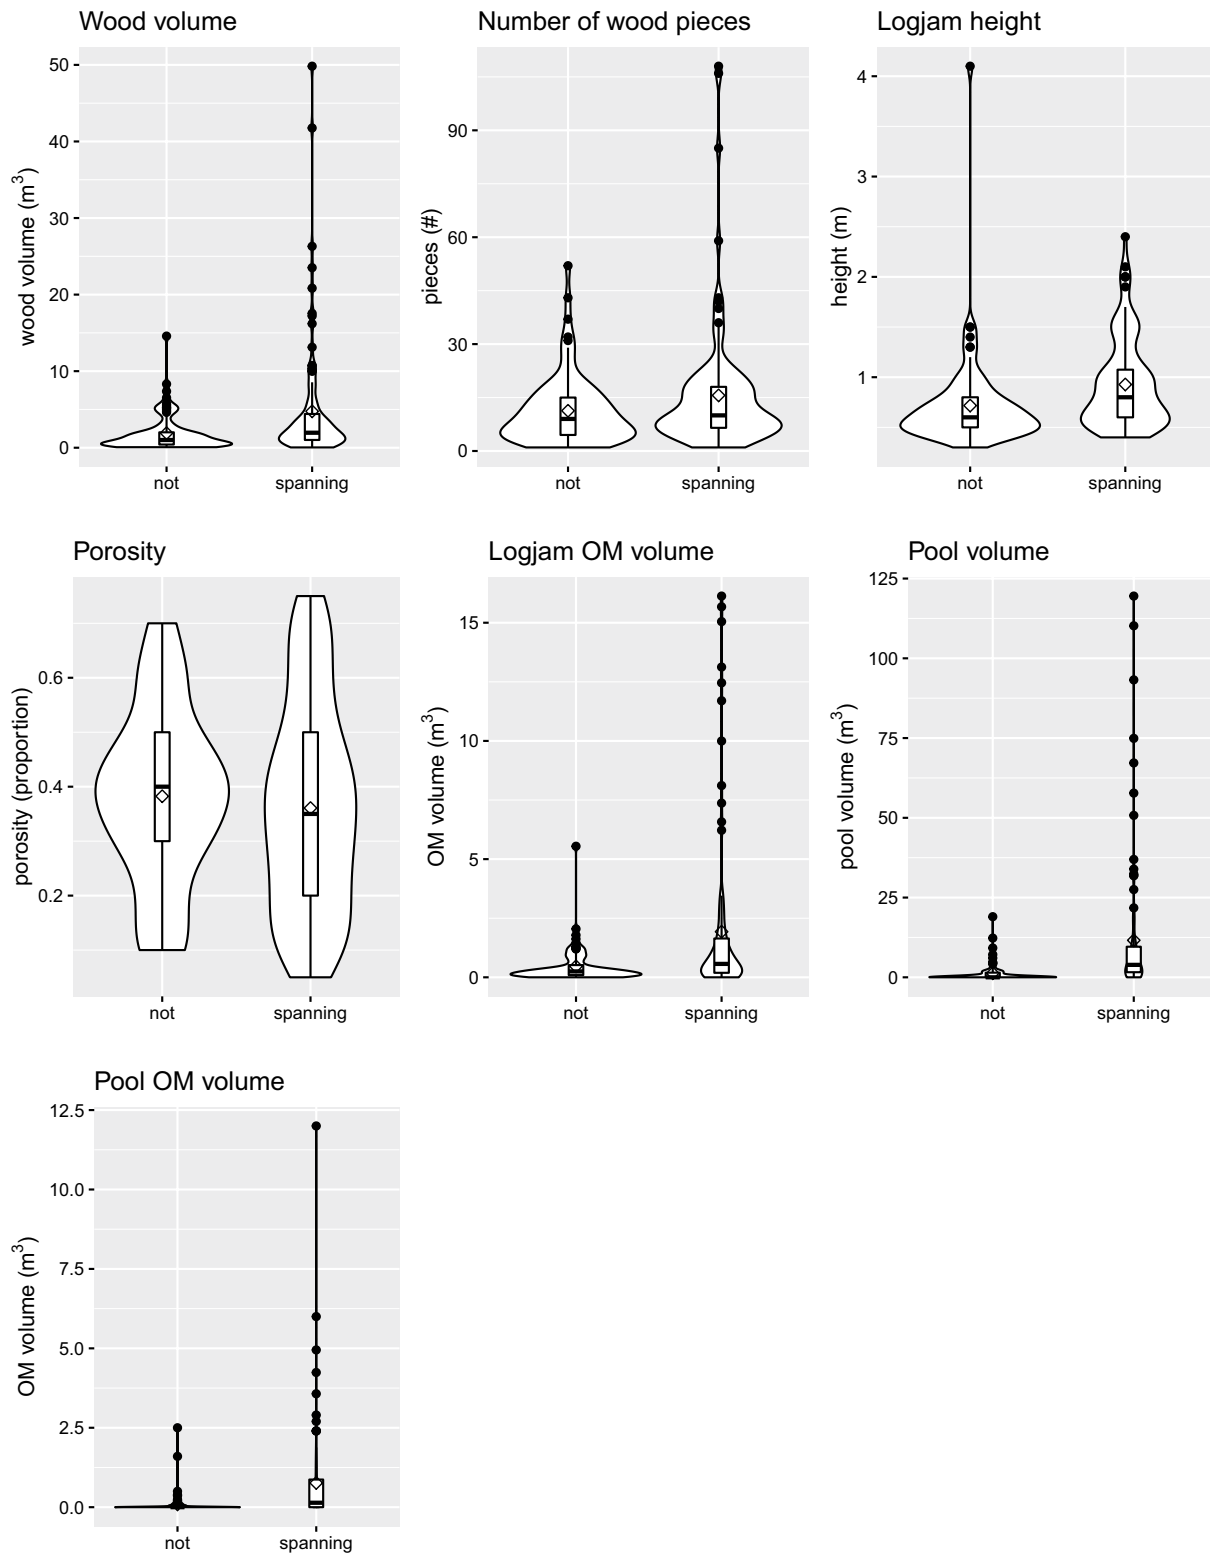 Wood volume
50
40
30
20
10
0
wood volume (m³)
not
spanning
Number of wood pieces
90
60
30
0
pieces (#)
not
spanning
Logjam height
4
3
2
1
height (m)
not
spanning
Porosity
0.6
0.4
0.2
porosity (proportion)
not
spanning
Logjam OM volume
15
10
5
0
OM volume (m³)
not
spanning
Pool volume
125
100
75
50
25
0
pool volume (m³)
not
spanning
Pool OM volume
12.5
10.0
7.5
5.0
2.5
0.0
OM volume (m³)
not
spanning